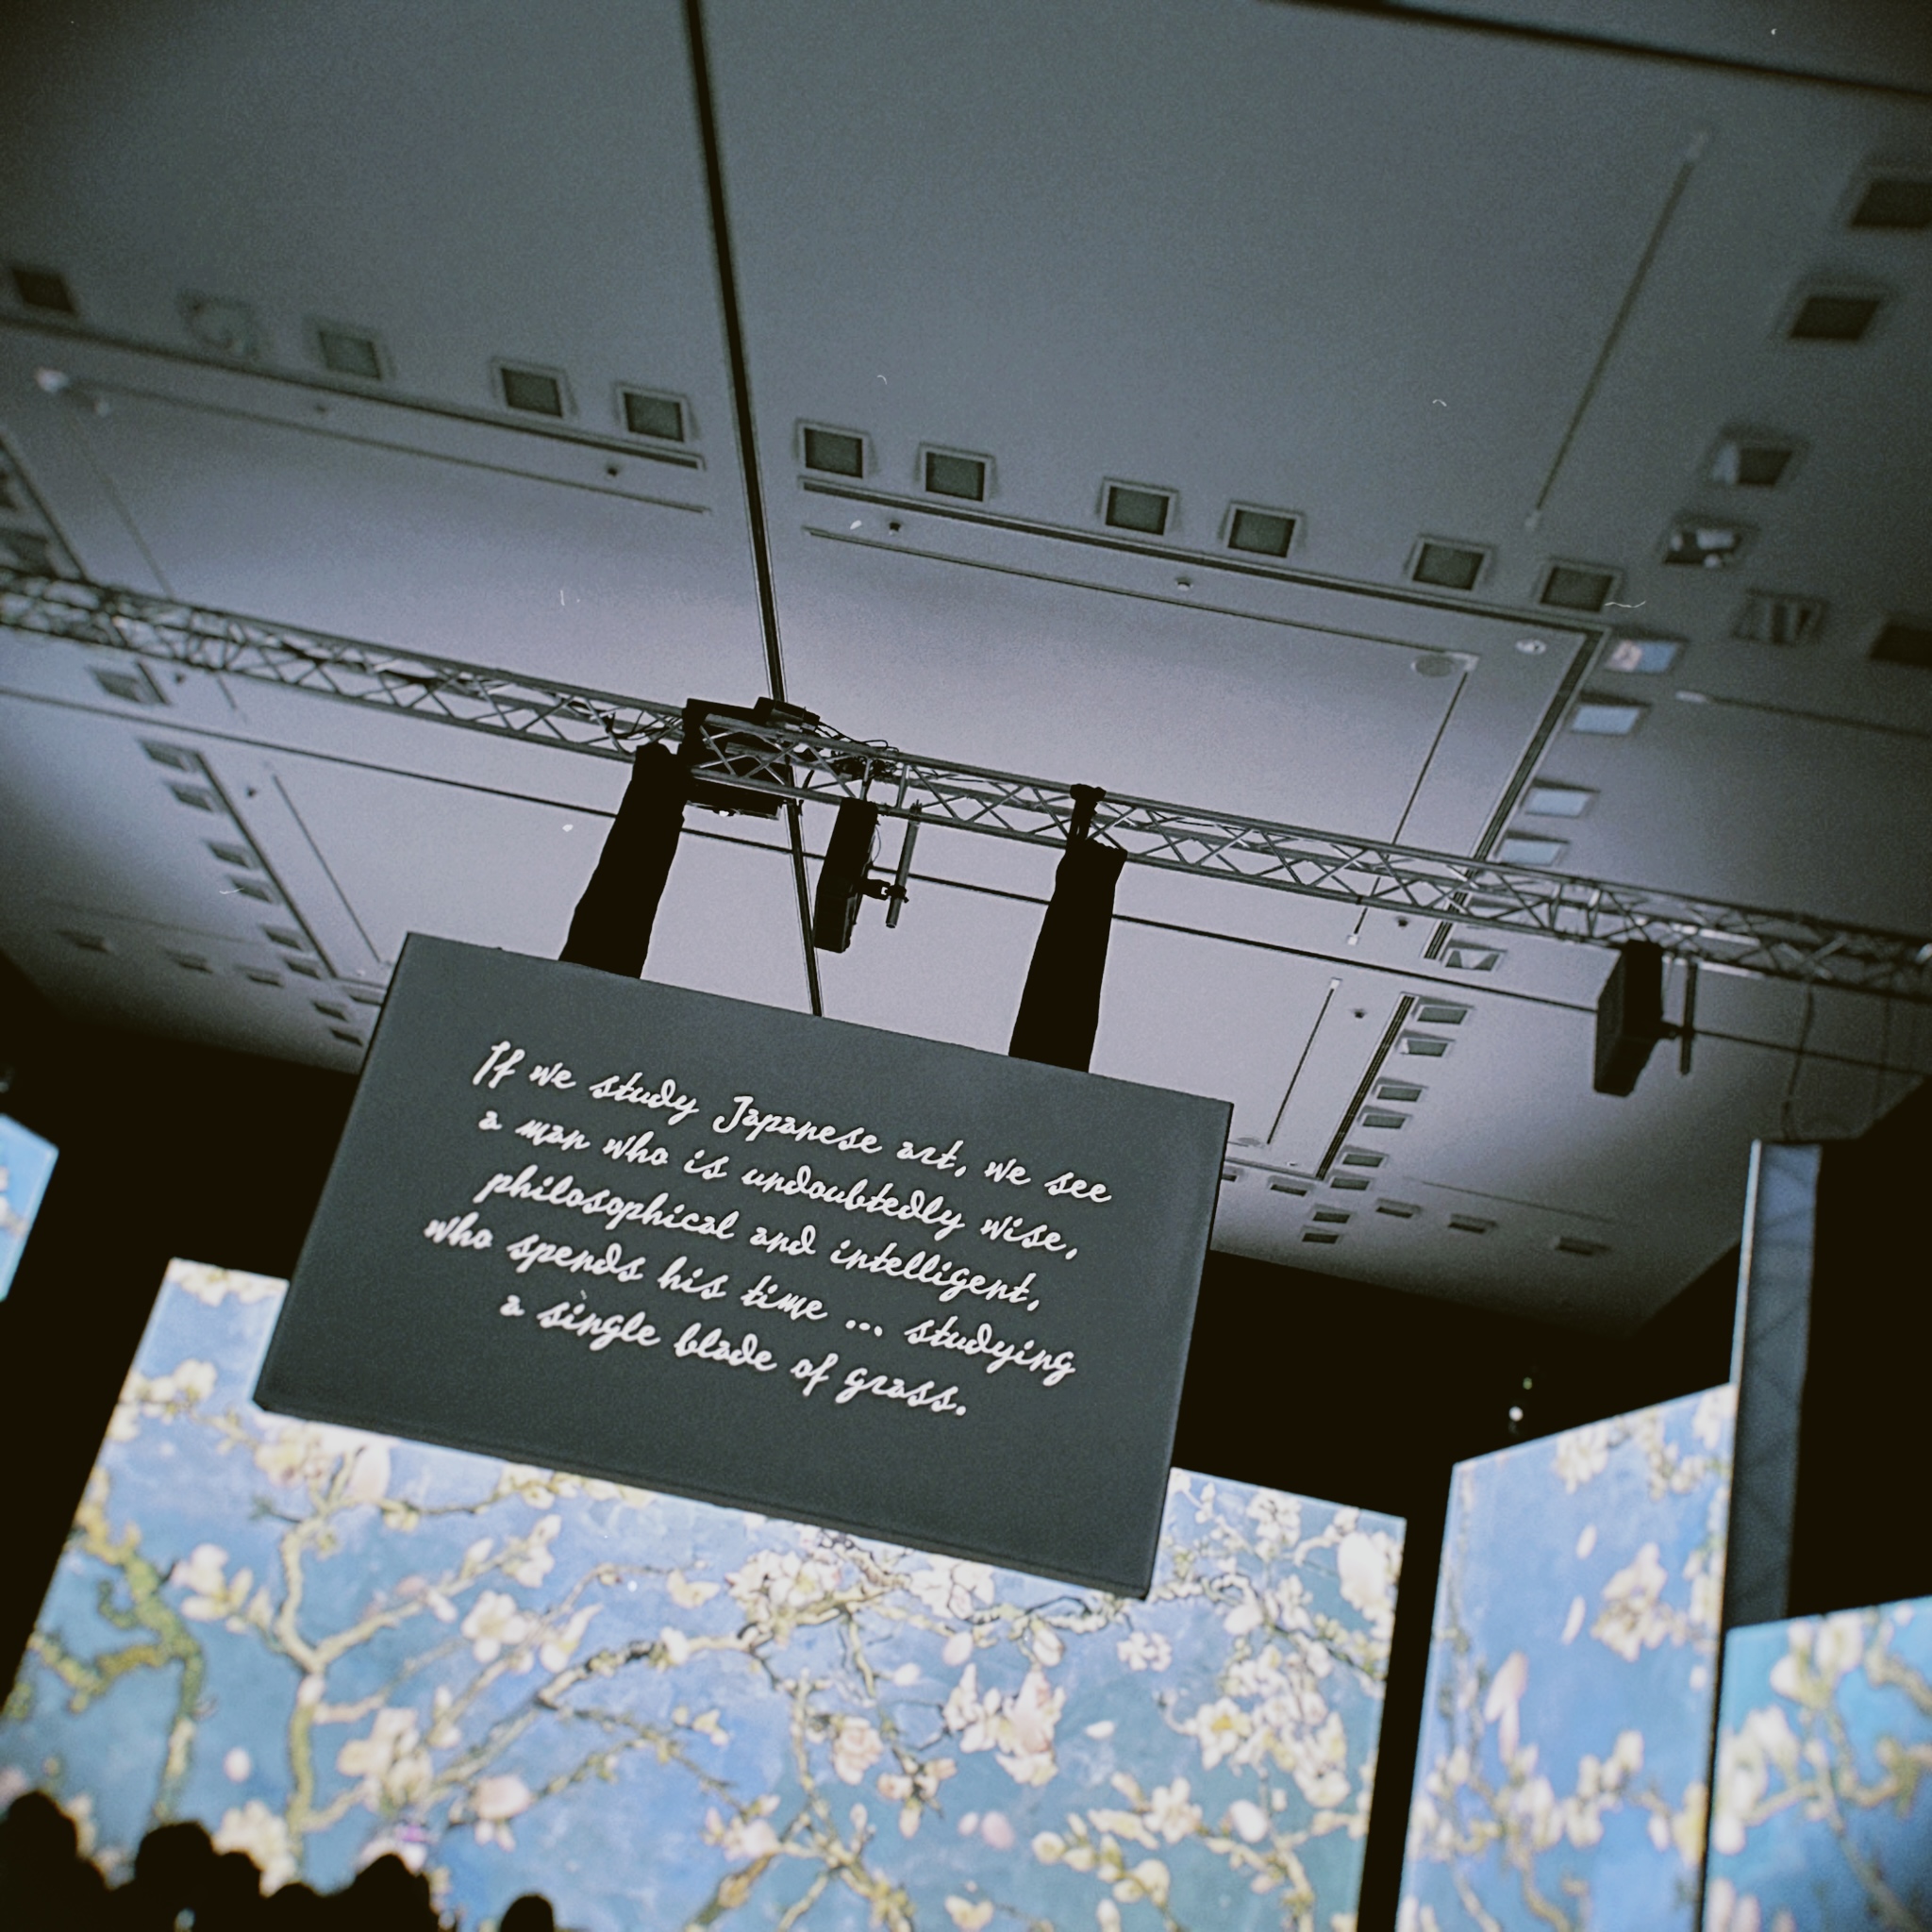 If we study Japanese art, we see
a man who is undoubtedly wise,
philosophical and intelligent,
who spends his time ... studying
a single blade of grass.